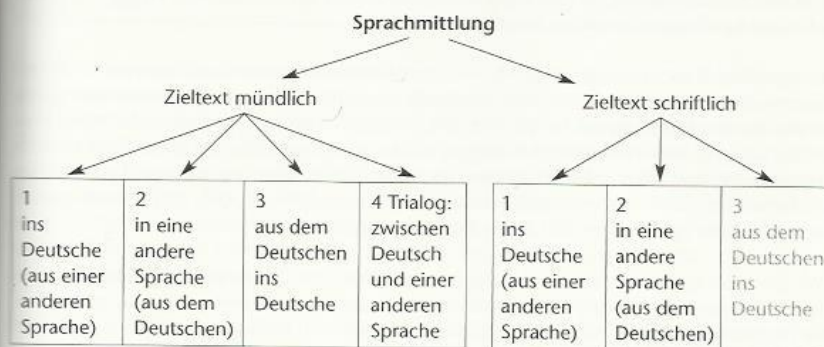 Sprachmittlung
Zieltext mündlich
Zieltext schriftlich
1
ins
Deutsche
(aus einer
anderen
Sprache)
2
in eine
andere
Sprache
(aus dem
Deutschen)
3
aus dem
Deutschen
ins
Deutsche
4 Trialog:
zwischen
Deutsch
und einer
anderen
Sprache
1
ins
Deutsche
(aus einer
anderen
Sprache)
2
in eine
andere
Sprache
(aus dem
Deutschen)
3
aus dem
Deutschen
ins
Deutsche